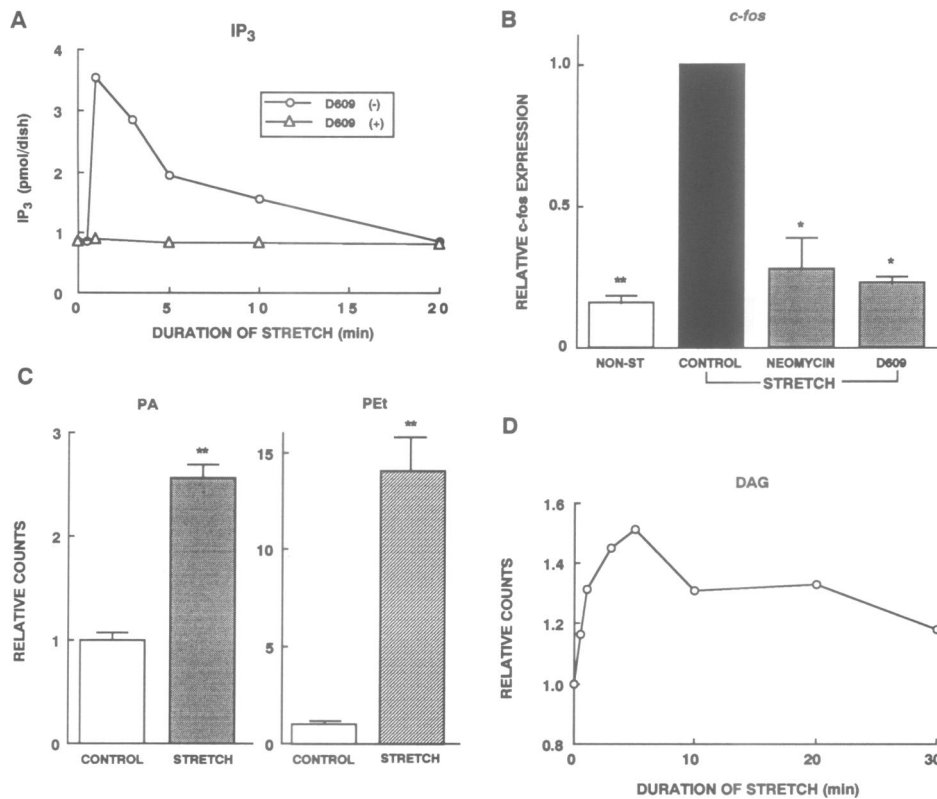 A
IP3
4
3
2
1
0
IP3 (pmol/dish)
D609 (-)
D609 (+)
0 5 10 15 20
DURATION OF STRETCH (min)
B
c-fos
1.0
0.5
0
RELATIVE c-fos EXPRESSION
**
*
*
NON-ST CONTROL NEOMYCIN D609
STRETCH
C
PA
3
2
1
0
RELATIVE COUNTS
**
CONTROL STRETCH
PEt
15
10
5
0
**
CONTROL STRETCH
D
DAG
1.6
1.4
1.2
1.0
0.8
RELATIVE COUNTS
0 10 20 30
DURATION OF STRETCH (min)